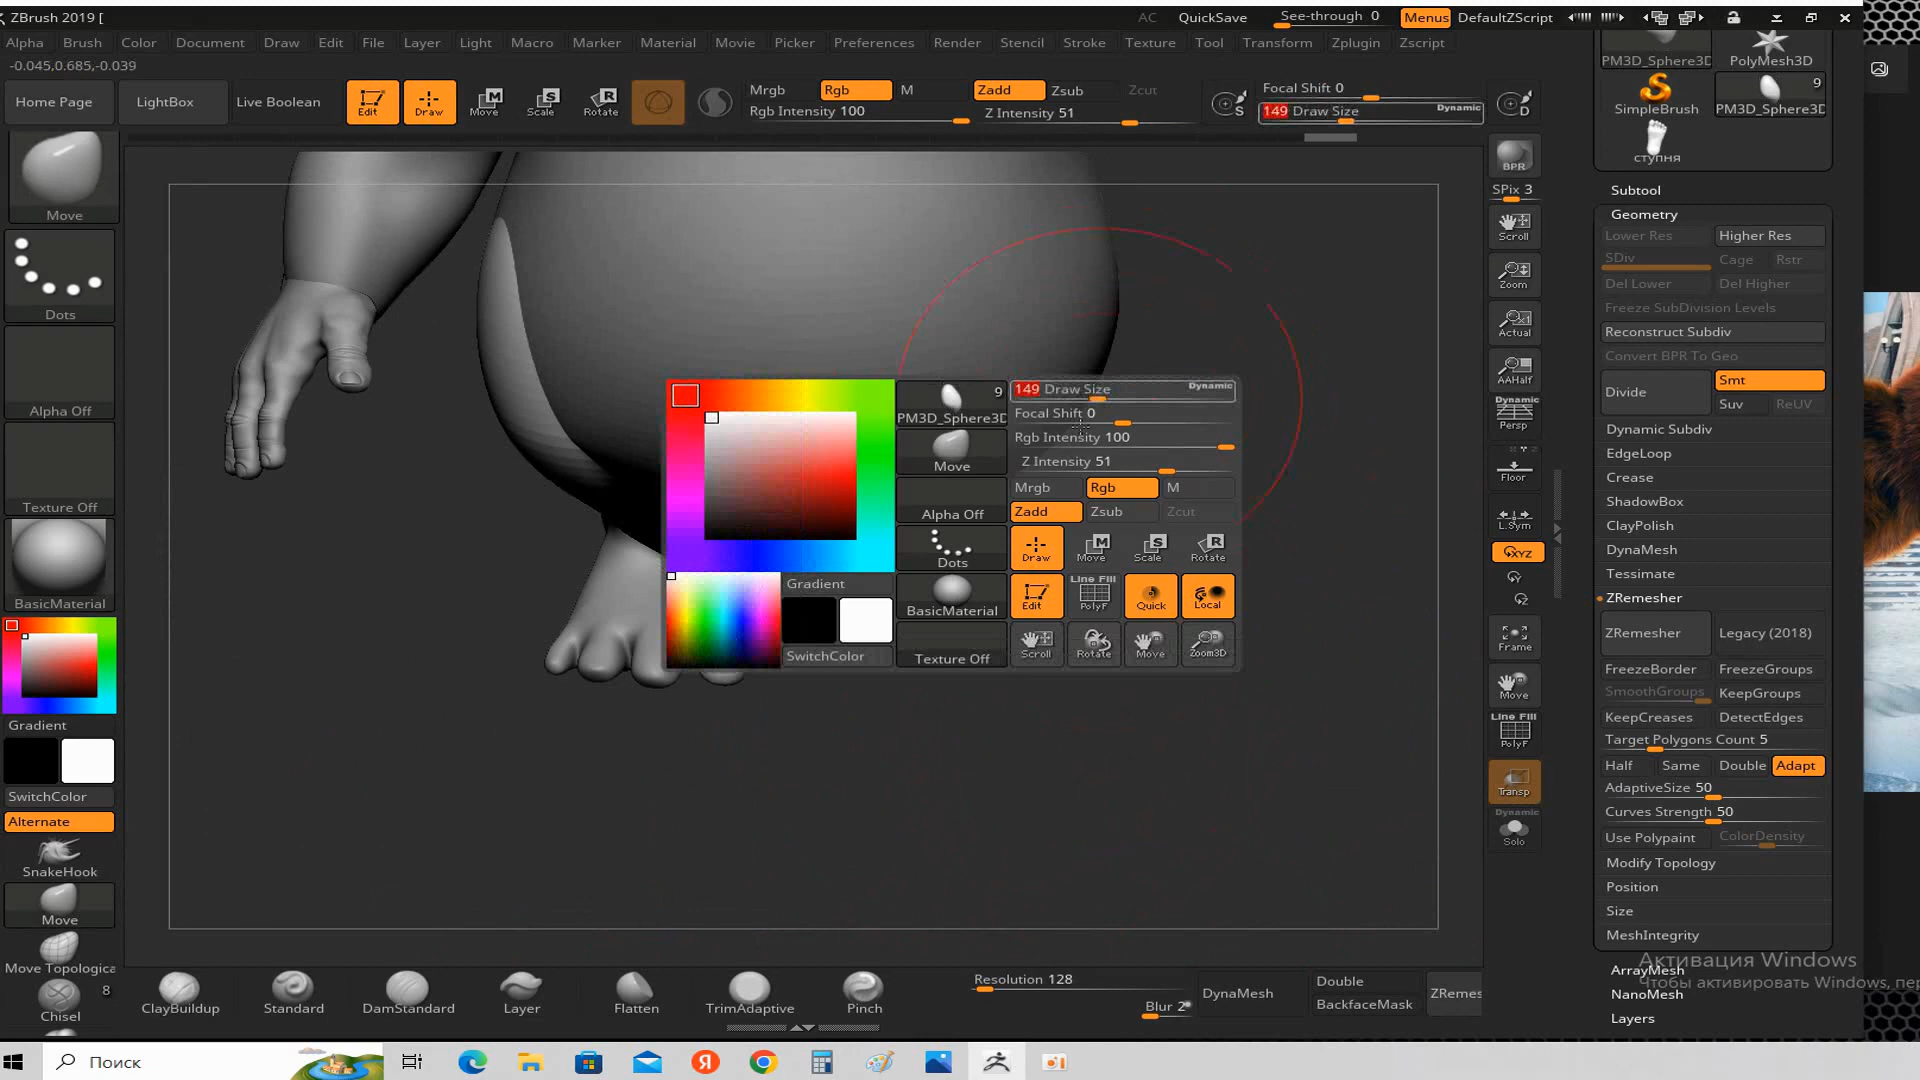 ZBrush 2019 [
AC QuickSave See-through 0 Menus DefaultZScript
Alpha Brush Color Document Draw Edit File Layer Light Macro Marker Material Movie Picker Preferences Render Stencil Stroke Texture Tool Transform Zplugin Zscript
-0.045,0.685,-0.039
Home Page LightBox Live Boolean Edit Draw Move Scale Rotate
Mrgb Rgb M Zadd Zsub Zcut
Rgb Intensity 100 Z Intensity 51
Focal Shift 0
149 Draw Size Dynamic
Move
Dots
Alpha Off
Texture Off
BasicMaterial
Gradient
SwitchColor
Alternate
SnakeHook
Move
Move Topologica
8
Chisel
PM3D_Sphere3D 9
Move
Alpha Off
Dots
BasicMaterial
Texture Off
Gradient
SwitchColor
149 Draw Size Dynamic
Focal Shift 0
Rgb Intensity 100
Z Intensity 51
Mrgb Rgb M
Zadd Zsub Zcut
Draw Move Scale Rotate
Edit Line Fill PolyF Quick Local
Scroll Rotate Move Zoom3D
BPR
SPix 3
Scroll
Zoom
Actual
AAHalf
Dynamic
Persp
Floor
L.Sym
XYZ
Frame
Move
Line Fill
PolyF
Transp
Dynamic
Solo
PM3D_Sphere3D PolyMesh3D
9
SimpleBrush PM3D_Sphere3D
ступня
Subtool
Geometry
Lower Res Higher Res
SDiv Cage Rstr
Del Lower Del Higher
Freeze SubDivision Levels
Reconstruct Subdiv
Convert BPR To Geo
Divide Smt
Suv ReUV
Dynamic Subdiv
EdgeLoop
Crease
ShadowBox
ClayPolish
DynaMesh
Tessimate
ZRemesher
ZRemesher Legacy (2018)
FreezeBorder FreezeGroups
SmoothGroups KeepGroups
KeepCreases DetectEdges
Target Polygons Count 5
Half Same Double Adapt
AdaptiveSize 50
Curves Strength 50
Use Polypaint ColorDensity
Modify Topology
Position
Size
MeshIntegrity
ArrayMesh
NanoMesh
Layers
Активация Windows
Чтобы активировать Windows, пер
ClayBuildup Standard DamStandard Layer Flatten TrimAdaptive Pinch
Resolution 128
Blur 2
DynaMesh
Double
BackfaceMask
ZRemes
Поиск